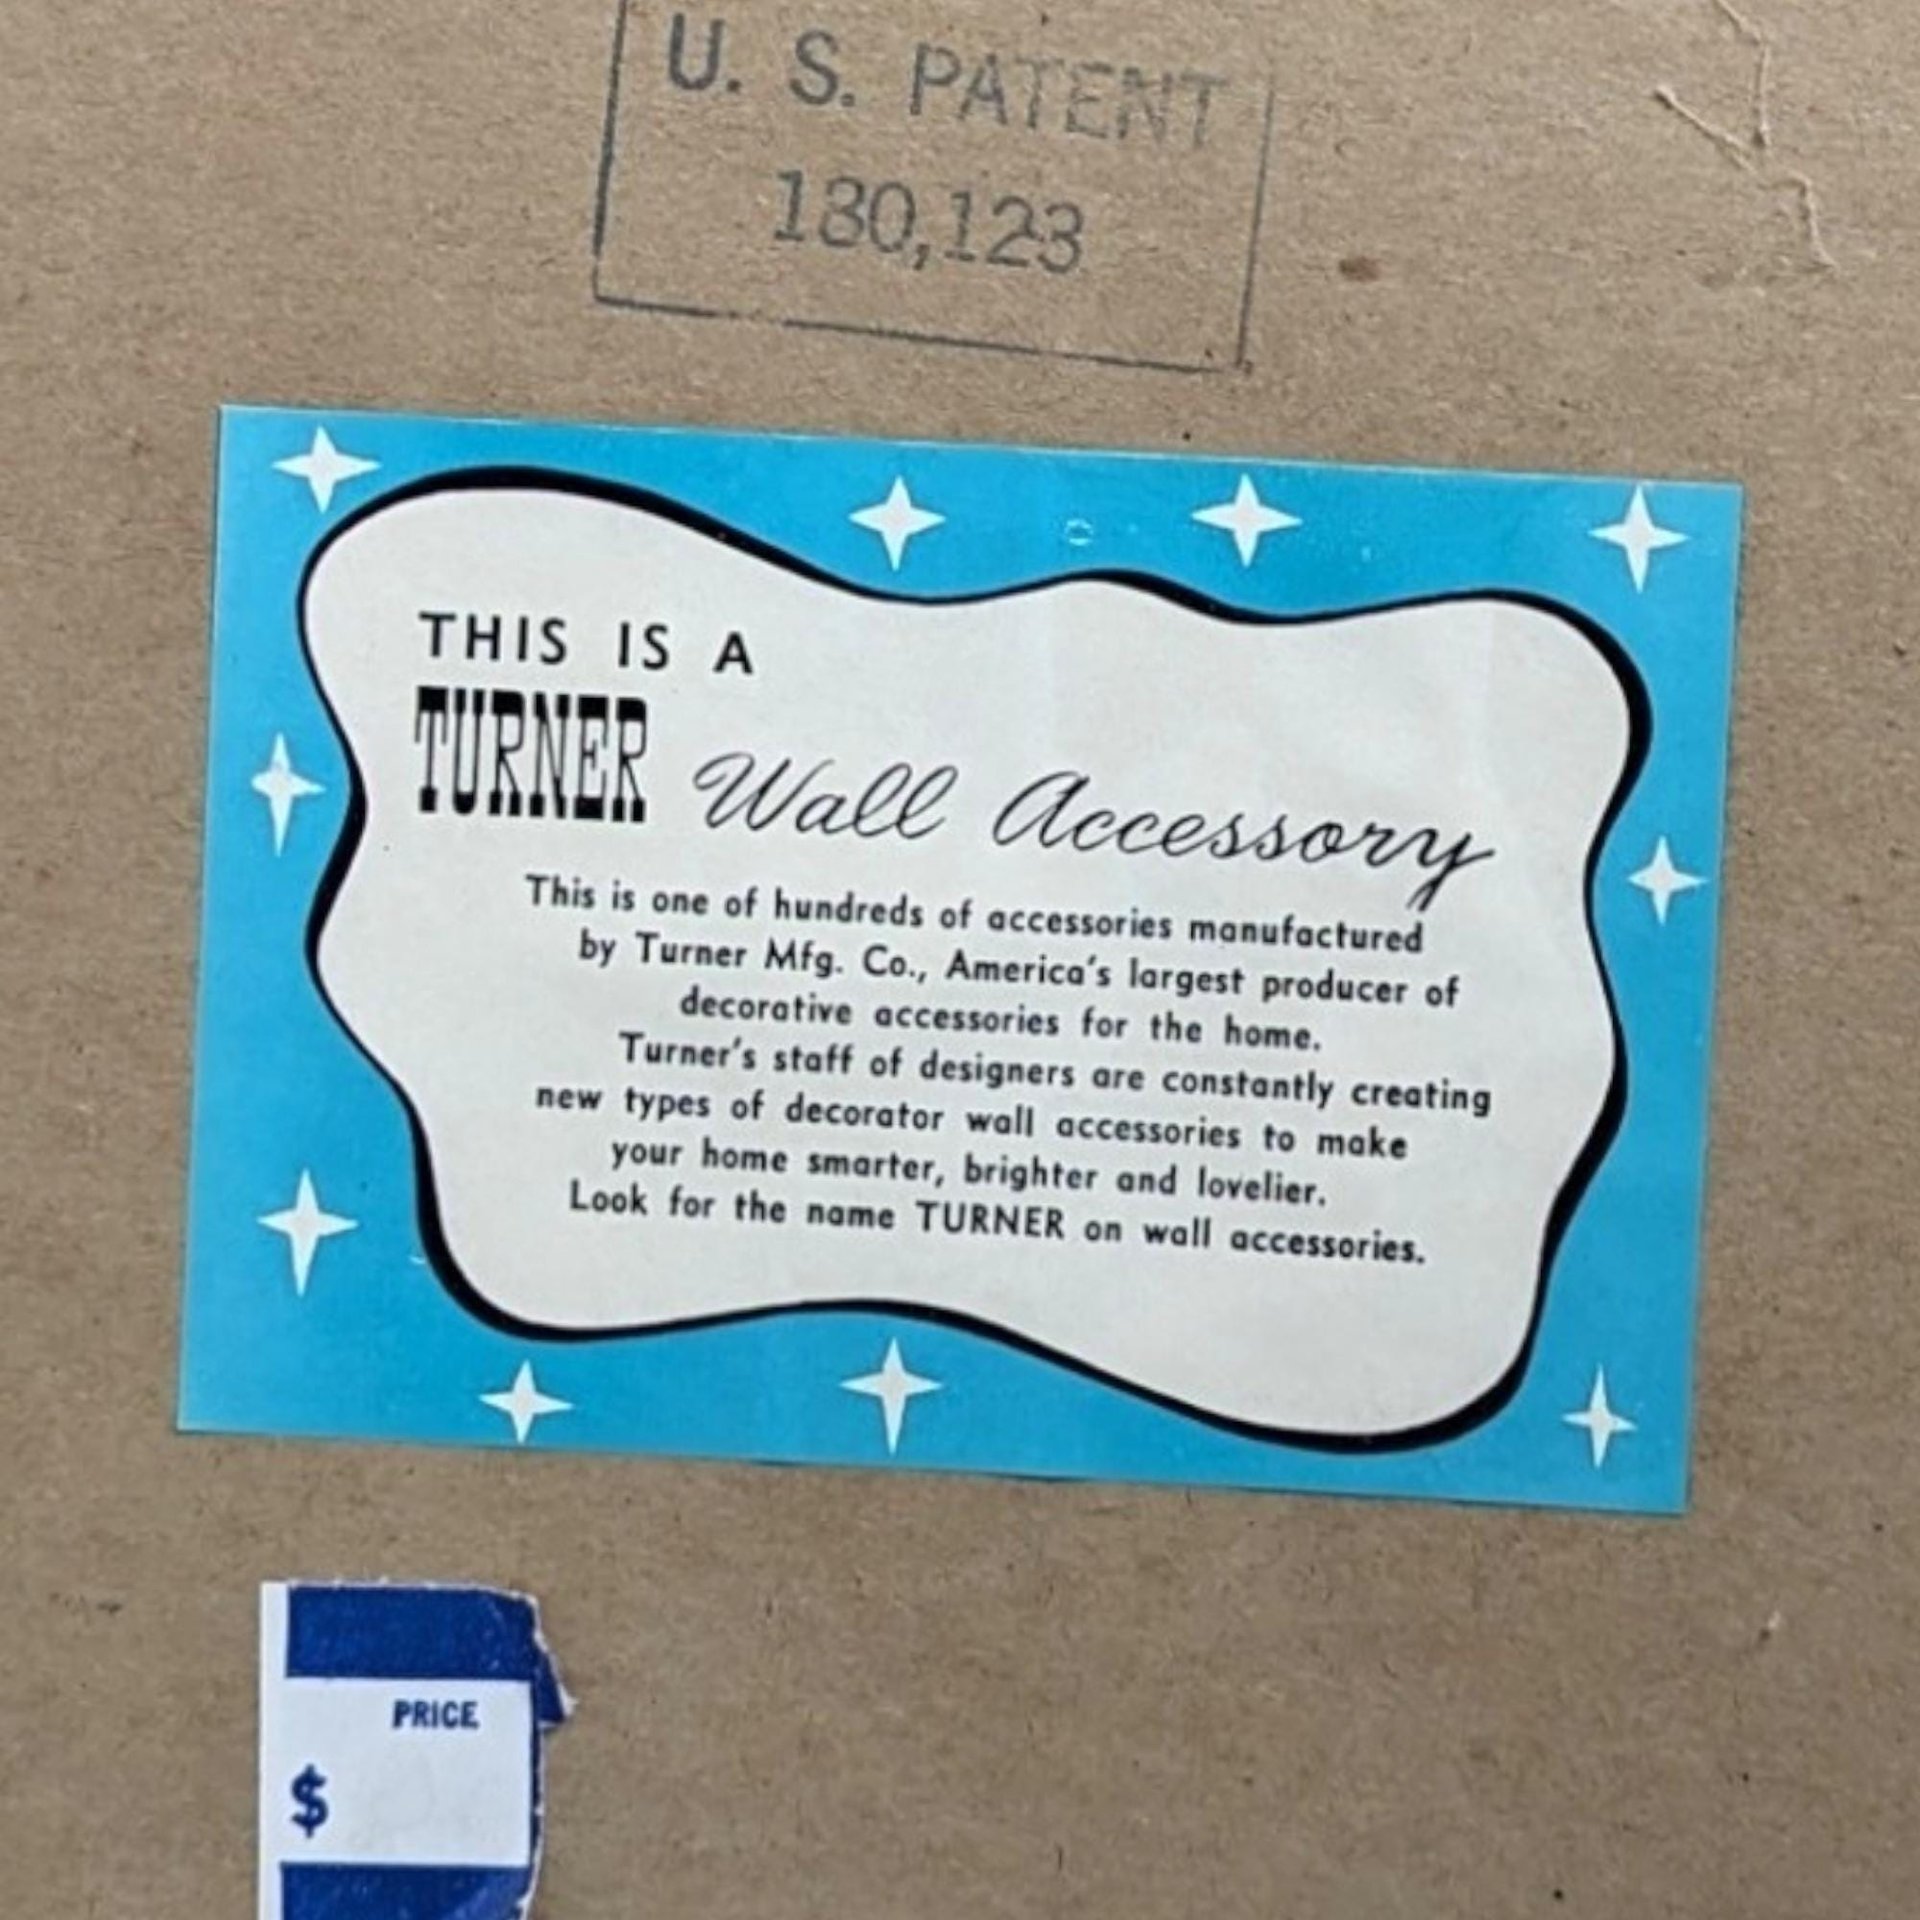 U. S. PATENT
130,123
THIS IS A
TURNER Wall Accessory
This is one of hundreds of accessories manufactured
by Turner Mfg. Co., America's largest producer of
decorative accessories for the home.
Turner's staff of designers are constantly creating
new types of decorator wall accessories to make
your home smarter, brighter and lovelier.
Look for the name TURNER on wall accessories.
PRICE
$